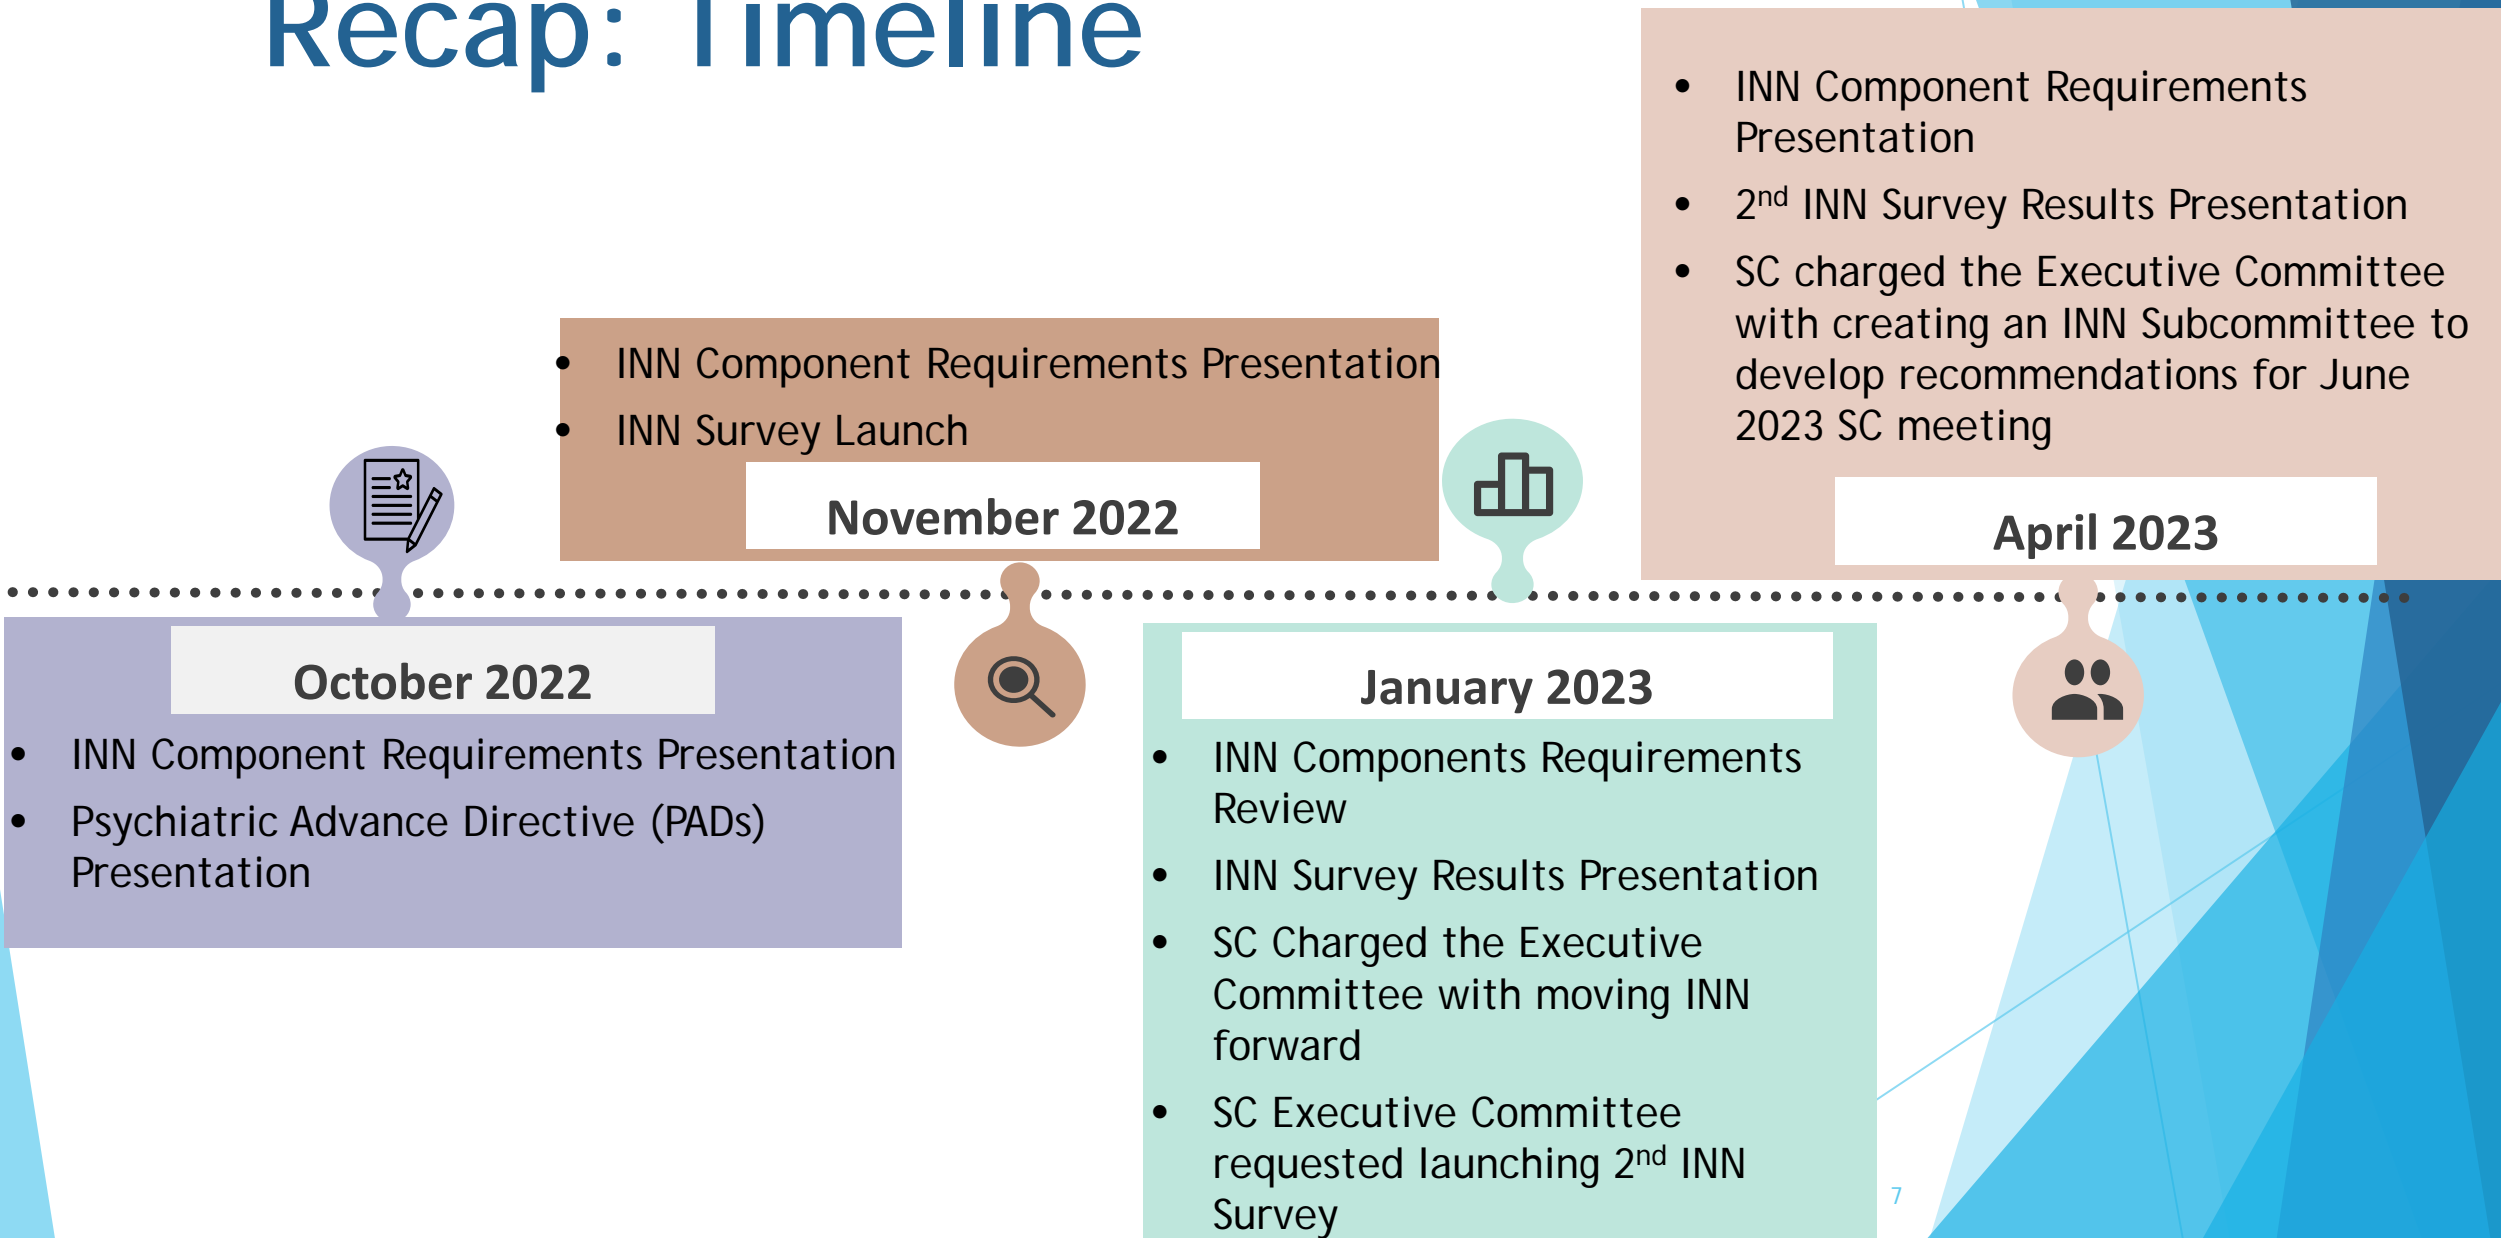 Recap: Timeline
• INN Component Requirements
Presentation
• 2nd INN Survey Results Presentation
• SC charged the Executive Committee
with creating an INN Subcommittee to
develop recommendations for June
2023 SC meeting
April 2023
• INN Component Requirements Presentation
• INN Survey Launch
November 2022
October 2022
• INN Component Requirements Presentation
• Psychiatric Advance Directive (PADs)
Presentation
January 2023
• INN Components Requirements
Review
• INN Survey Results Presentation
• SC Charged the Executive
Committee with moving INN
forward
• SC Executive Committee
requested launching 2nd INN
Survey
7